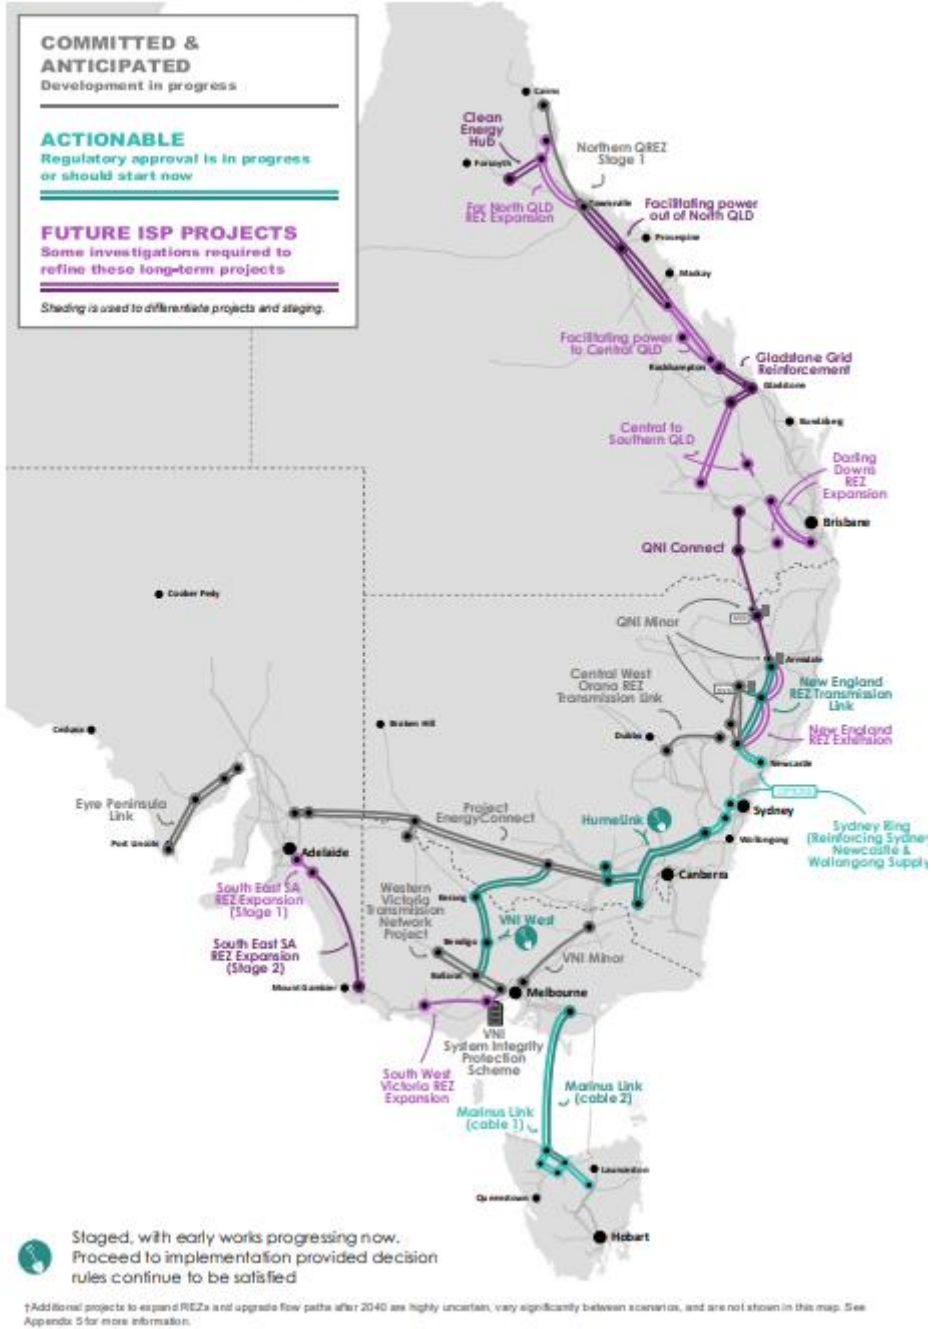 COMMITTED &
ANTICIPATED
Development in progress
ACTIONABLE
Regulatory approval is in progress
or should start now
FUTURE ISP PROJECTS
Some investigations required to
refine these long-term projects
Shading is used to differentiate projects and staging.
Cairns
Clean
Energy
Hub
Forsayth
Northern QREZ
Stage 1
Far North QLD
REZ Expansion
Townsville
Facilitating power
out of North QLD
Proserpine
Mackay
Facilitating power
to Central QLD
Rockhampton
Gladstone Grid
Reinforcement
Gladstone
Central to
Southern QLD
Bundaberg
Darling
Downs
REZ
Expansion
Brisbane
QNI Connect
Coober Pedy
QNI Minor
Armidale
Central West
Orana REZ
Transmission Link
New England
REZ Transmission
Link
New England
REZ Extension
Ceduna
Broken Hill
Dubbo
Newcastle
Eyre Peninsula
Link
Port Lincoln
Project
EnergyConnect
HumeLink
Sydney
Wollongong
Sydney Ring
(Reinforcing Sydney,
Newcastle &
Wollongong Supply)
Adelaide
Canberra
South East SA
REZ Expansion
(Stage 1)
Western
Victoria
Transmission
Network
Project
Kerang
VNI West
South East SA
REZ Expansion
(Stage 2)
Bendigo
VNI Minor
Ballarat
Mount Gambier
Melbourne
VNI
System Integrity
Protection
Scheme
South West
Victoria REZ
Expansion
Marinus Link
(cable 2)
Marinus Link
(cable 1)
Launceston
Queenstown
Hobart
Staged, with early works progressing now.
Proceed to implementation provided decision
rules continue to be satisfied
†Additional projects to expand REZs and upgrade flow paths after 2040 are highly uncertain, vary significantly between scenarios, and are not shown in this map. See
Appendix 5 for more information.